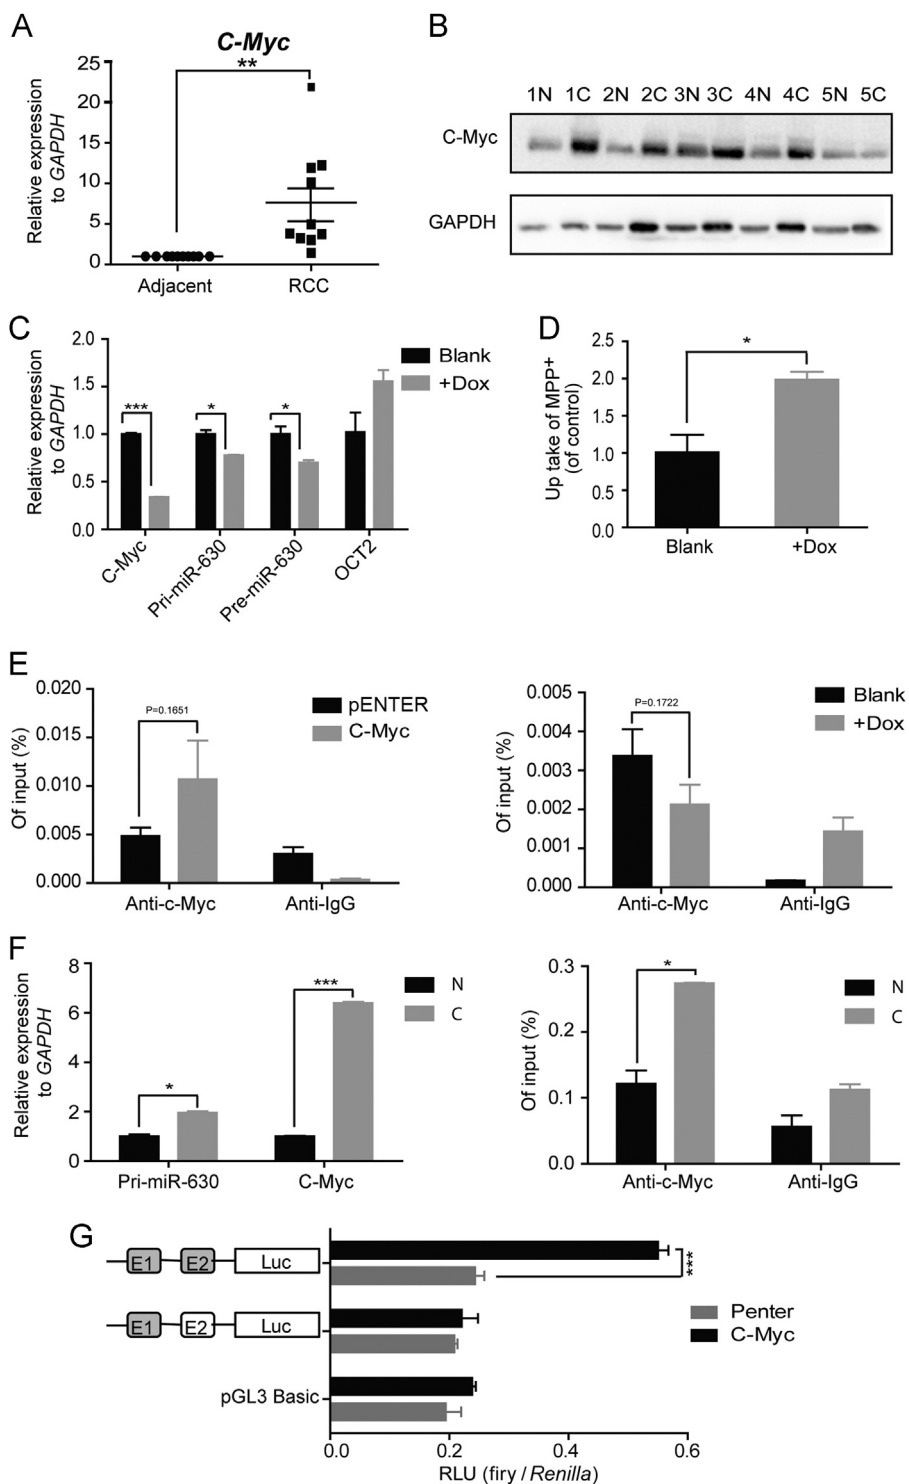 A
C-Myc
**
25
20
15
10
5
0
Relative expression
to GAPDH
Adjacent
RCC
B
1N 1C 2N 2C 3N 3C 4N 4C 5N 5C
C-Myc
GAPDH
C
2.0
1.5
1.0
0.5
0.0
Relative expression
to GAPDH
Blank
+Dox
***
*
*
C-Myc
Pri-miR-630
Pre-miR-630
OCT2
D
2.5
2.0
1.5
1.0
0.5
0.0
Up take of MPP+
(of control)
*
Blank
+Dox
E
0.020
0.015
0.010
0.005
0.000
Of input (%)
P=0.1651
pENTER
C-Myc
Anti-c-Myc
Anti-IgG
0.005
0.004
0.003
0.002
0.001
0.000
Of input (%)
P=0.1722
Blank
+Dox
Anti-c-Myc
Anti-IgG
F
8
6
4
2
0
Relative expression
to GAPDH
*
***
N
C
Pri-miR-630
C-Myc
0.3
0.2
0.1
0.0
Of input (%)
*
N
C
Anti-c-Myc
Anti-IgG
G
E1 E2 Luc
E1 E2 Luc
pGL3 Basic
***
Penter
C-Myc
0.0 0.2 0.4 0.6
RLU (firy / Renilla)